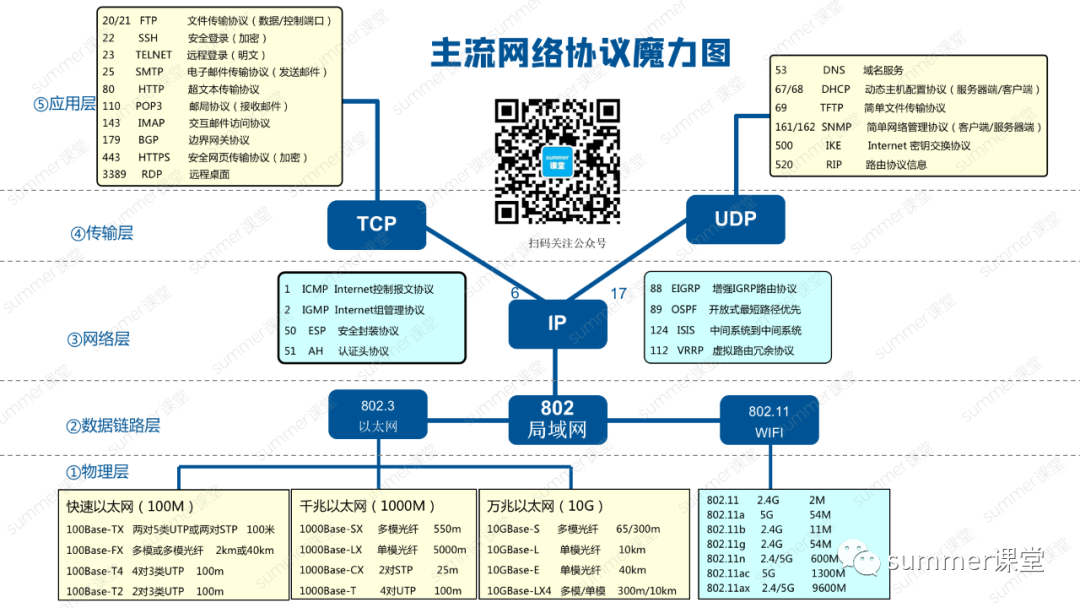 主流网络协议魔力图
⑤应用层
20/21 FTP 文件传输协议（数据/控制端口）
22 SSH 安全登录（加密）
23 TELNET 远程登录（明文）
25 SMTP 电子邮件传输协议（发送邮件）
80 HTTP 超文本传输协议
110 POP3 邮局协议（接收邮件）
143 IMAP 交互邮件访问协议
179 BGP 边界网关协议
443 HTTPS 安全网页传输协议（加密）
3389 RDP 远程桌面
summer课堂
扫码关注公众号
53 DNS 域名服务
67/68 DHCP 动态主机配置协议（服务器端/客户端）
69 TFTP 简单文件传输协议
161/162 SNMP 简单网络管理协议（客户端/服务器端）
500 IKE Internet 密钥交换协议
520 RIP 路由协议信息
④传输层
TCP
UDP
③网络层
1 ICMP Internet控制报文协议
2 IGMP Internet组管理协议
50 ESP 安全封装协议
51 AH 认证头协议
6
17
IP
88 EIGRP 增强IGRP路由协议
89 OSPF 开放式最短路径优先
124 ISIS 中间系统到中间系统
112 VRRP 虚拟路由冗余协议
②数据链路层
802.3
以太网
802
局域网
802.11
WIFI
①物理层
快速以太网（100M）
100Base-TX 两对5类UTP或两对STP 100米
100Base-FX 多模或多模光纤 2km或40km
100Base-T4 4对3类UTP 100m
100Base-T2 2对3类UTP 100m
千兆以太网（1000M）
1000Base-SX 多模光纤 550m
1000Base-LX 单模光纤 5000m
1000Base-CX 2对STP 25m
1000Base-T 4对UTP 100m
万兆以太网（10G）
10GBase-S 多模光纤 65/300m
10GBase-L 单模光纤 10km
10GBase-E 单模光纤 40km
10GBase-LX4 多模/单模 300m/10km
802.11 2.4G 2M
802.11a 5G 54M
802.11b 2.4G 11M
802.11g 2.4G 54M
802.11n 2.4/5G 600M
802.11ac 5G 1300M
802.11ax 2.4/5G 9600M
summer课堂